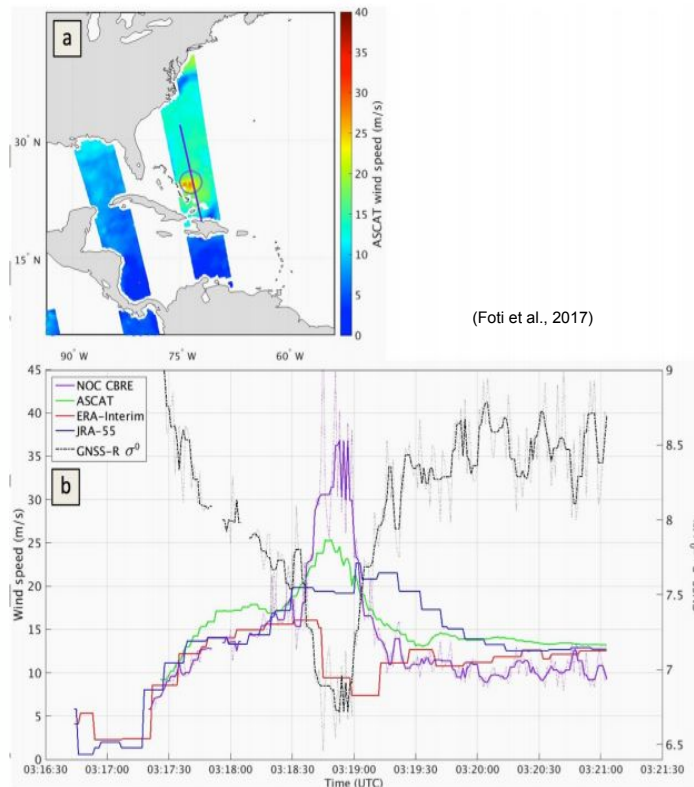 a
40
35
30
25
20
15
10
5
0
ASCAT wind speed (m/s)
30° N
15° N
90° W
75° W
60° W
(Foti et al., 2017)
45
40
35
30
25
20
15
10
5
0
Wind speed (m/s)
NOC CBRE
ASCAT
ERA-Interim
JRA-55
GNSS-R σ⁰
b
9
8.5
8
7.5
7
6.5
03:16:30 03:17:00 03:17:30 03:18:00 03:18:30 03:19:00 03:19:30 03:20:00 03:20:30 03:21:00 03:21:30
Time (UTC)